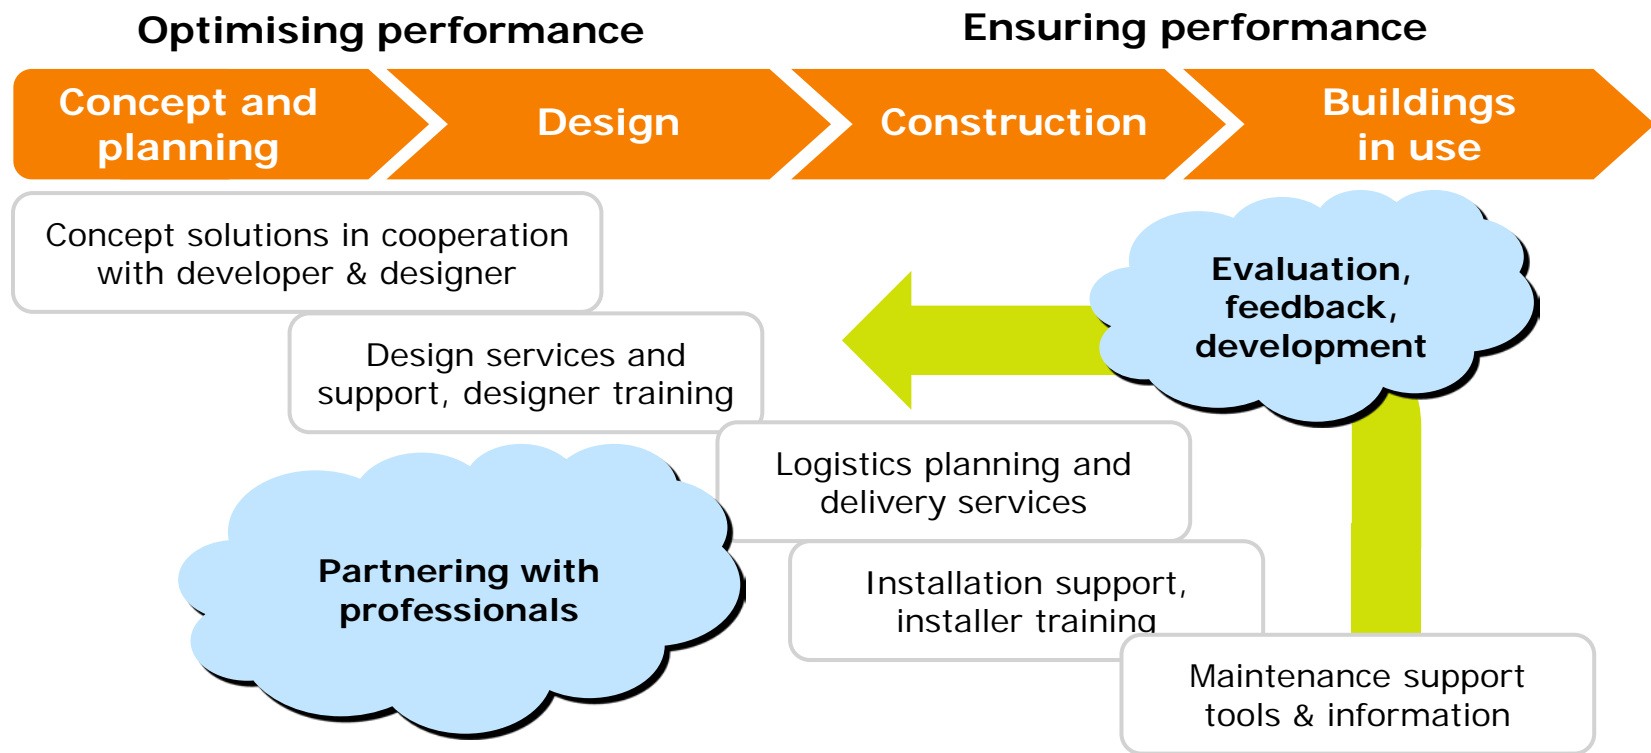 Optimising performance
Ensuring performance
Concept and
planning
Design
Construction
Buildings
in use
Concept solutions in cooperation
with developer & designer
Evaluation,
feedback,
development
Design services and
support, designer training
Logistics planning and
delivery services
Partnering with
professionals
Installation support,
installer training
Maintenance support
tools & information